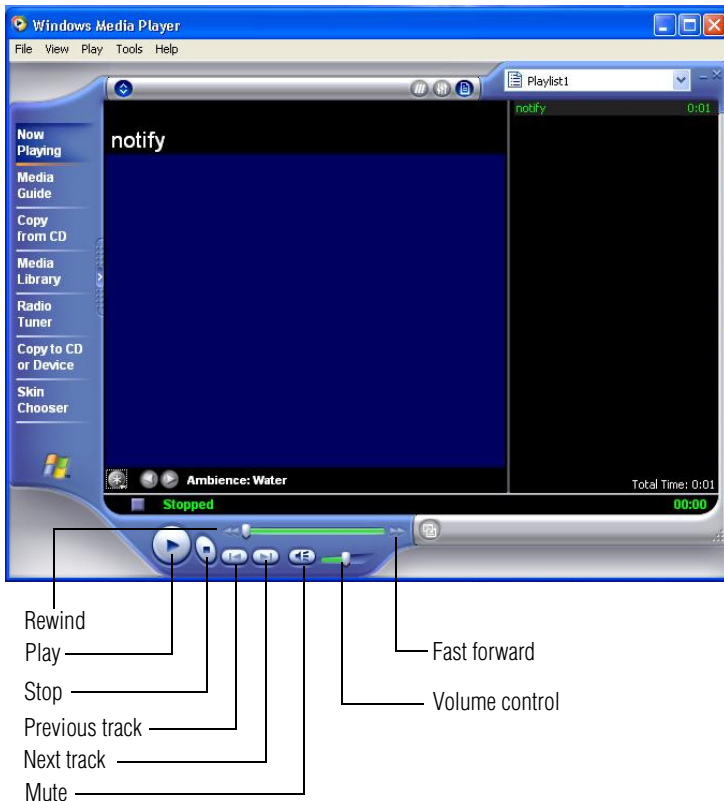 Windows Media Player
File View Play Tools Help
Playlist1
Now
Playing
Media
Guide
Copy
from CD
Media
Library
Radio
Tuner
Copy to CD
or Device
Skin
Chooser
notify
notify 0:01
Ambience: Water
Total Time: 0:01
Stopped
00:00
Rewind
Play
Stop
Previous track
Next track
Mute
Fast forward
Volume control